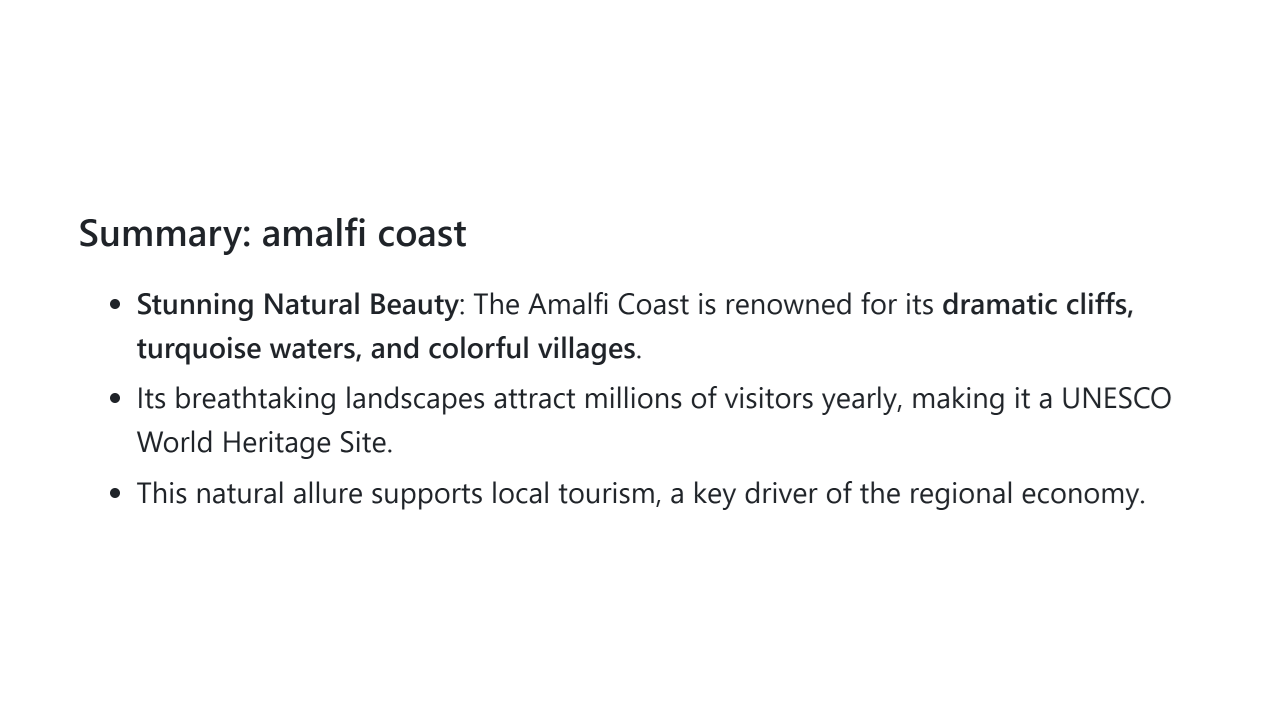 Summary: amalfi coast
• Stunning Natural Beauty: The Amalfi Coast is renowned for its dramatic cliffs,
turquoise waters, and colorful villages.
• Its breathtaking landscapes attract millions of visitors yearly, making it a UNESCO
World Heritage Site.
• This natural allure supports local tourism, a key driver of the regional economy.